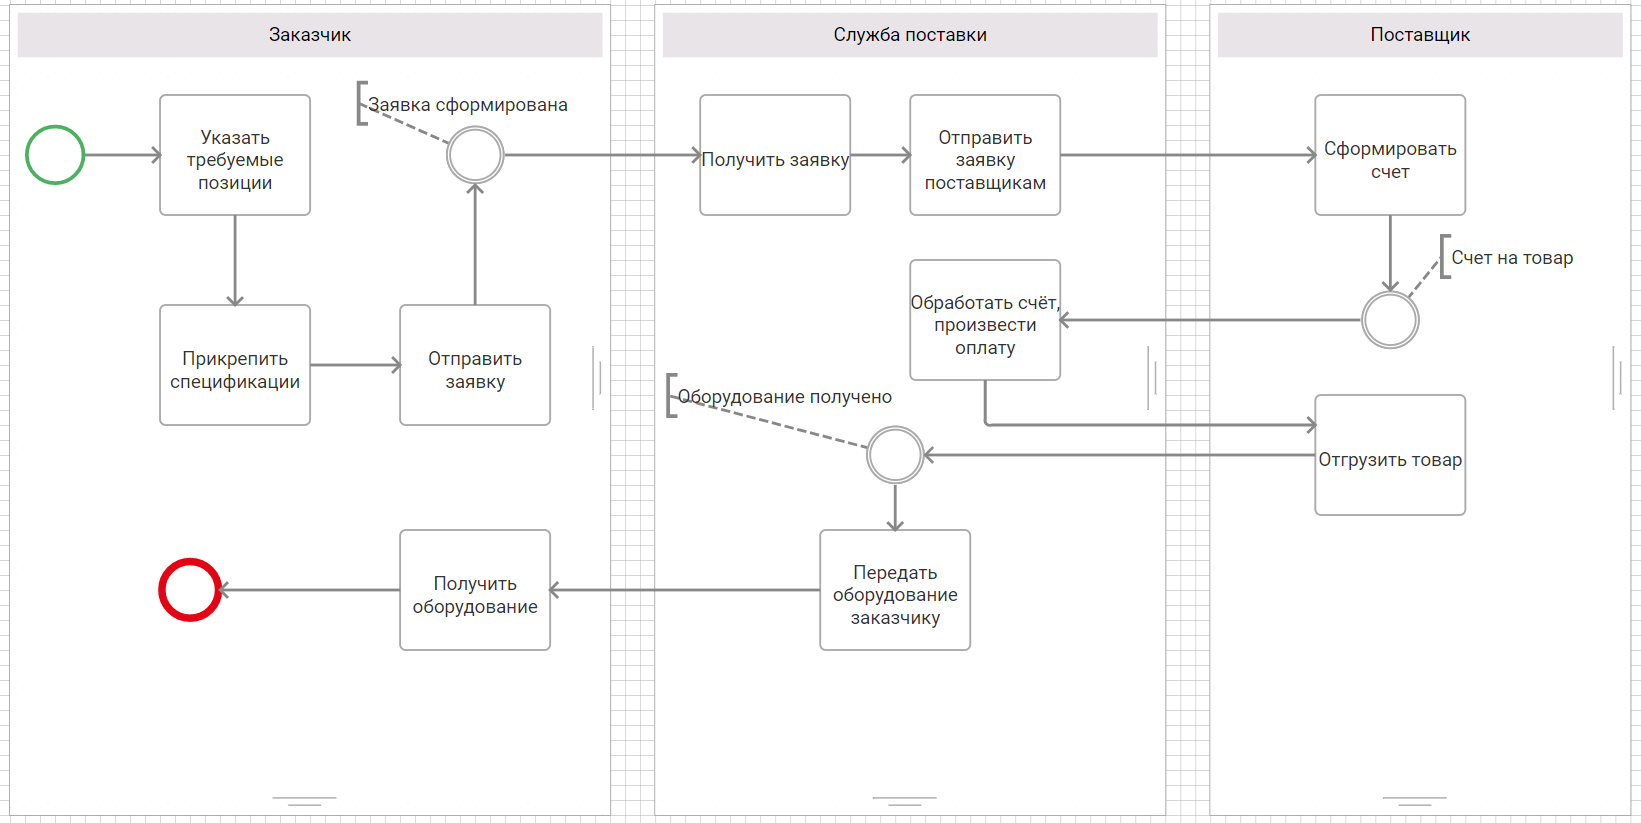 Заказчик
Служба поставки
Поставщик
Указать
требуемые
позиции
Заявка сформирована
Получить заявку
Отправить
заявку
поставщикам
Сформировать
счет
Счет на товар
Обработать счёт,
произвести
оплату
Прикрепить
спецификации
Отправить
заявку
Оборудование получено
Отгрузить товар
Получить
оборудование
Передать
оборудование
заказчику